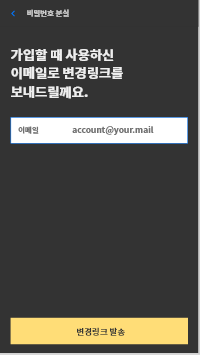 비밀번호 분실
가입할 때 사용하신
이메일로 변경링크를
보내드릴께요.
이메일 account@your.mail
변경링크 발송